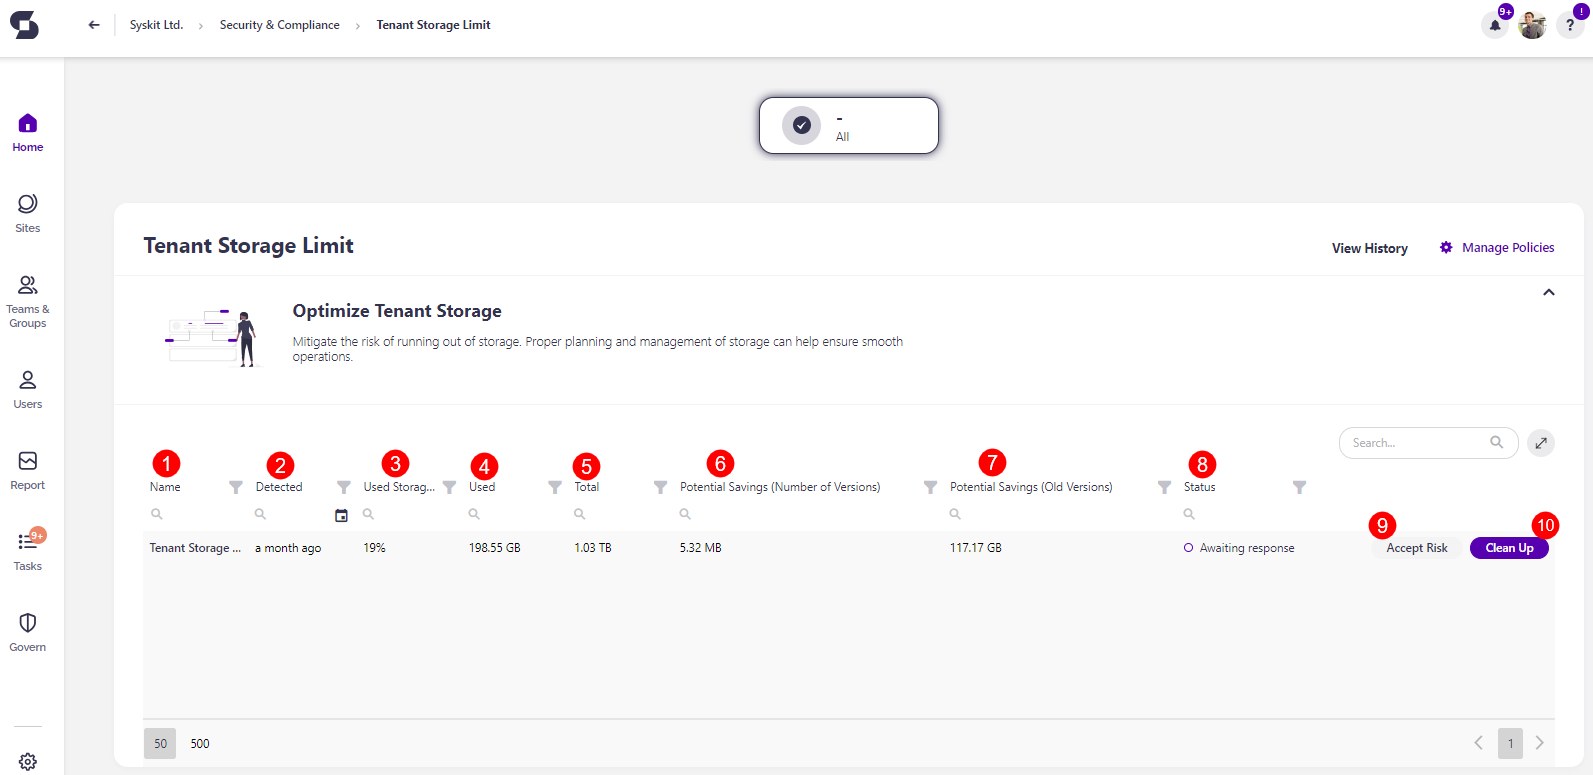 Syskit Ltd. > Security & Compliance > Tenant Storage Limit
9+
!
?
Home
Sites
Teams &
Groups
Users
Report
9+
Tasks
Govern
-
All
Tenant Storage Limit
View History
Manage Policies
Optimize Tenant Storage
Mitigate the risk of running out of storage. Proper planning and management of storage can help ensure smooth
operations.
Search...
1 2 3 4 5 6 7 8
Name Detected Used Storag... Used Total Potential Savings (Number of Versions) Potential Savings (Old Versions) Status
9 10
Tenant Storage ... a month ago 19% 198.55 GB 1.03 TB 5.32 MB 117.17 GB Awaiting response Accept Risk Clean Up
50 500
1